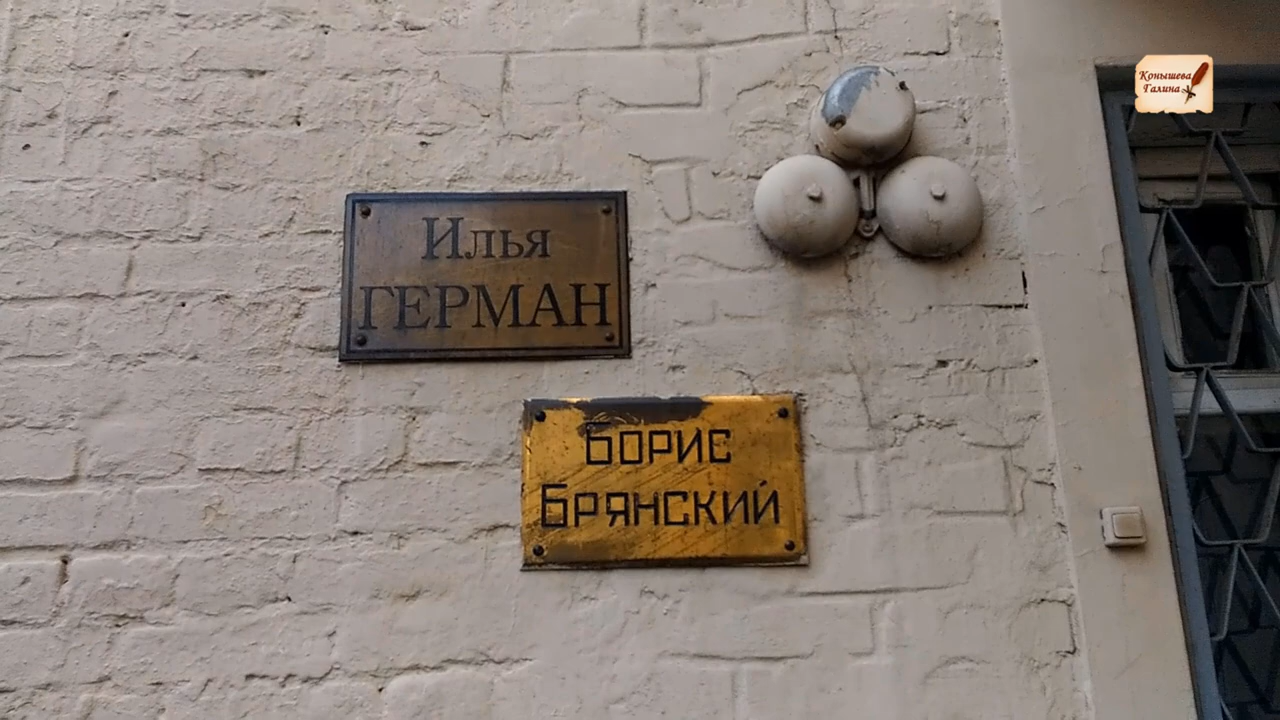 Илья
ГЕРМАН
Борис
Брянский
Конышева
Галина